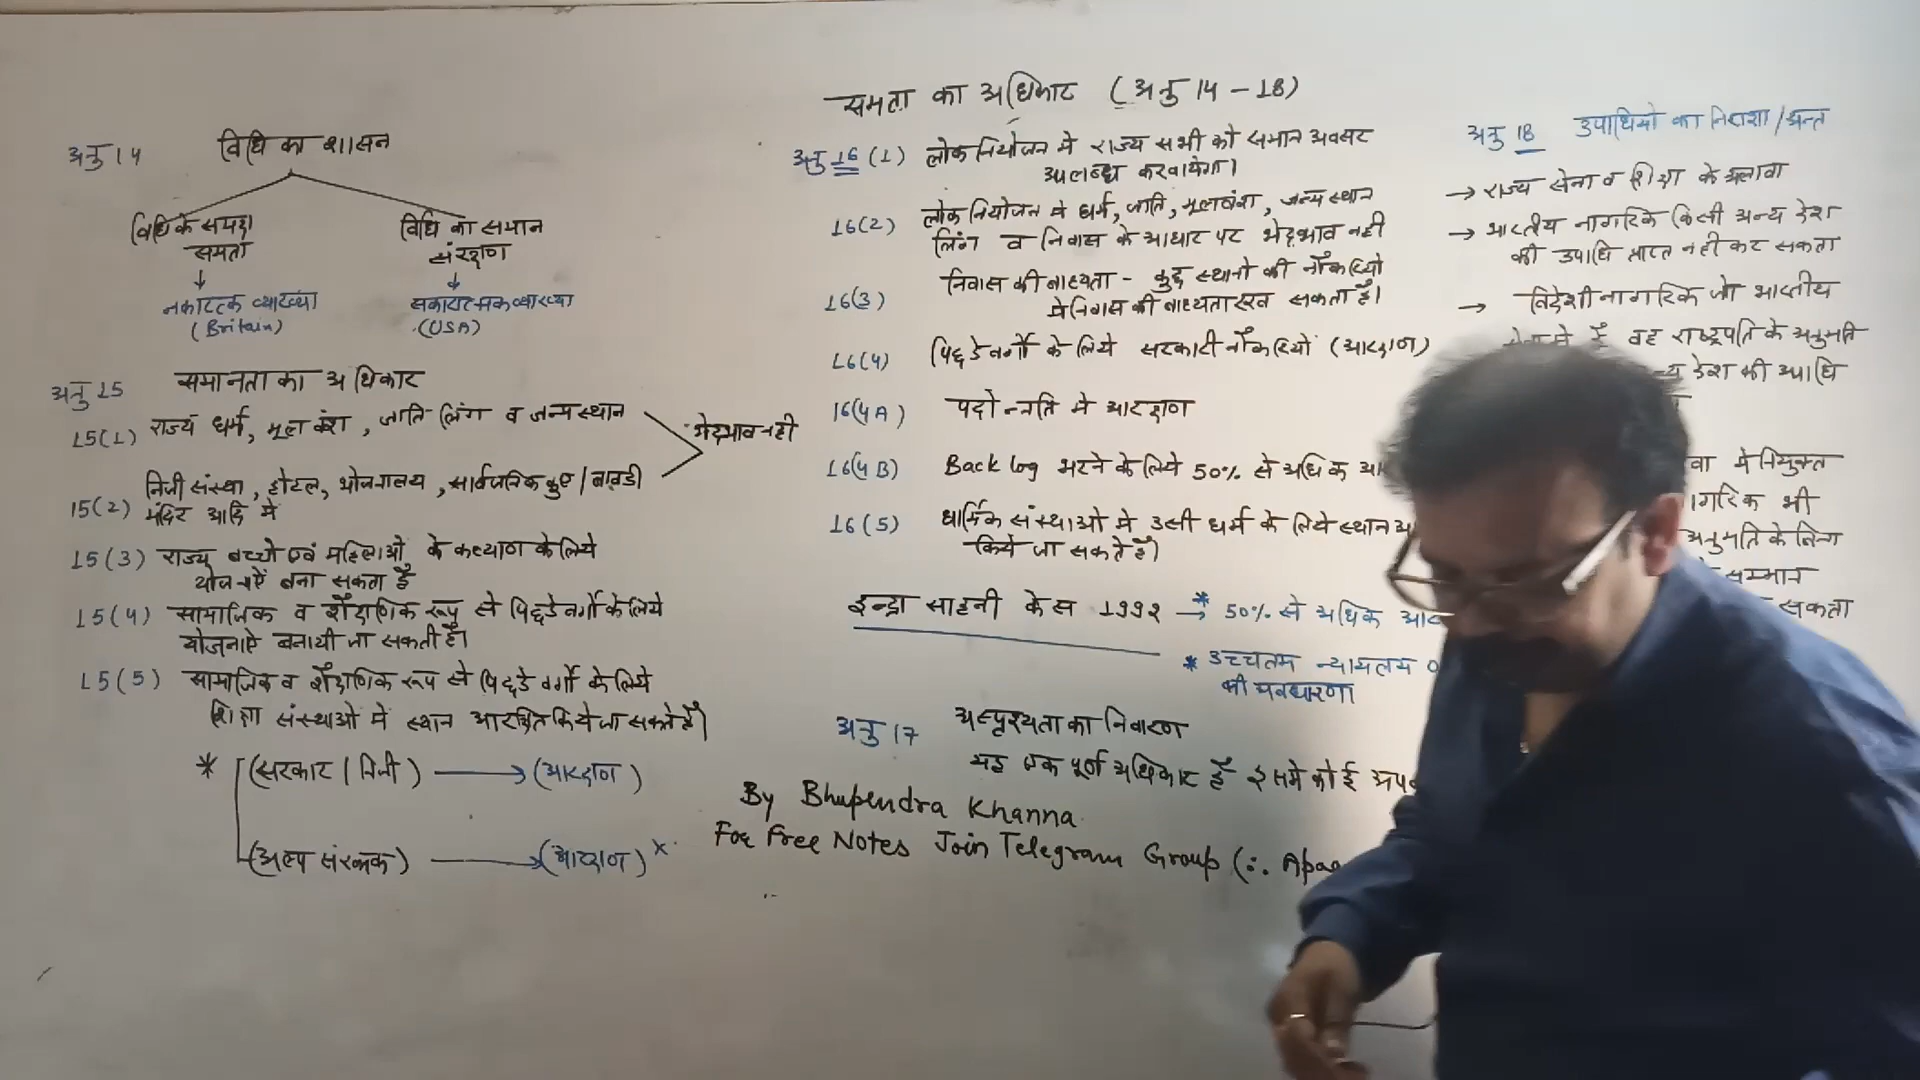 समता का अधिकार (अनु 14 - 18)
अनु 14 विधि का शासन
विधि के समक्ष समता
विधि का समान संरक्षण
नकारात्क व्याख्या
(Britain)
सकारात्मक व्याख्या
(USA)
अनु 15 समानता का अधिकार
15(1) राज्य धर्म, मूल वंश, जाति लिंग व जन्मस्थान
भेदभाव नही
15(2) निजी संस्था, होटल, भोजनालय, सार्वजनिक कुए / बावडी
मंदिर आदि मे
15(3) राज्य बच्चो एवं महिलाओ के कल्याण के लिये
योजनाऐं बना सकता है
15(4) सामाजिक व शैक्षणिक रूप से पिछडे वर्गो के लिये
योजनाऐ बनायी जा सकती है।
15(5) सामाजिक व शैक्षणिक रूप से पिछडे वर्गो के लिये
शिक्षा संस्थाओ में स्थान आरक्षित किये जा सकते है।
* (सरकार / निजी) → (आरक्षण)
(अल्प संख्यक) → (आरक्षण) ×
अनु 16 (1) लोक नियोजन मे राज्य सभी को समान अवसर
उपलब्ध करवायेगा।
16(2) लोक नियोजन मे धर्म, जाति, मूलवंश, जन्म स्थान
लिंग व निवास के आधार पर भेदभाव नही
16(3) निवास की बाध्यता - कुछ स्थानो की नौकरियो
मे निवास की बाध्यता रख सकता है।
16(4) पिछडे वर्गो के लिये सरकारी नौकरियों (आरक्षण)
16(4A) पदोन्नति मे आरक्षण
16(4B) Back log भरने के लिये 50% से अधिक
16(5) धार्मिक संस्थाओ मे उसी धर्म के लिये स्थान
किये जा सकते है।
इन्द्रा साहनी केस 1992 → * 50% से अधिक
* उच्चतम न्यायलय
की अवधारणा
अनु 17 अस्पृश्यता का निवारण
यह एक पूर्ण अधिकार है इसमे कोई
By Bhupendra Khanna
For Free Notes Join Telegram Group (:.
अनु 18 उपाधियो का / अन्त
→ राज्य सेना व शिक्षा के अलावा
→ भारतीय नागरिक किसी अन्य देश
की उपाधि प्राप्त नही कर सकता
→ विदेशी नागरिक जो भारतीय
मे है वह राष्ट्रपति के अनुमति
देश की उपाधि
मे नियुक्त
भी
अनुमति के बिना
सम्मान
सकता